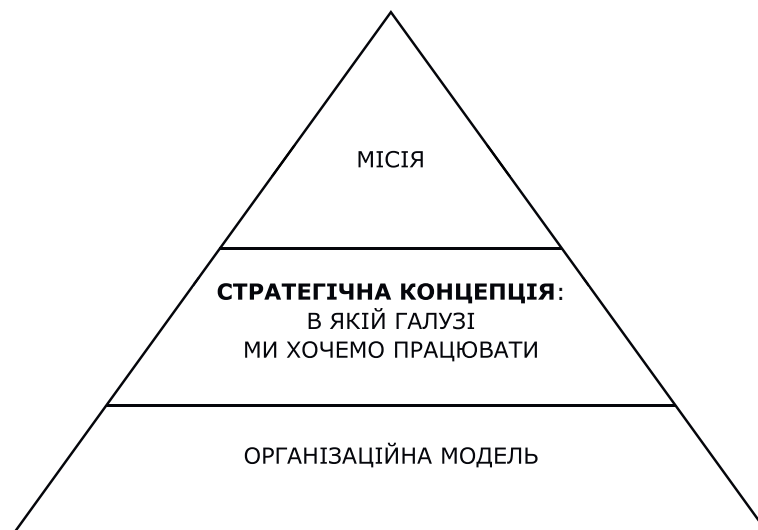 МІСІЯ
СТРАТЕГІЧНА КОНЦЕПЦІЯ:
В ЯКІЙ ГАЛУЗІ
МИ ХОЧЕМО ПРАЦЮВАТИ
ОРГАНІЗАЦІЙНА МОДЕЛЬ